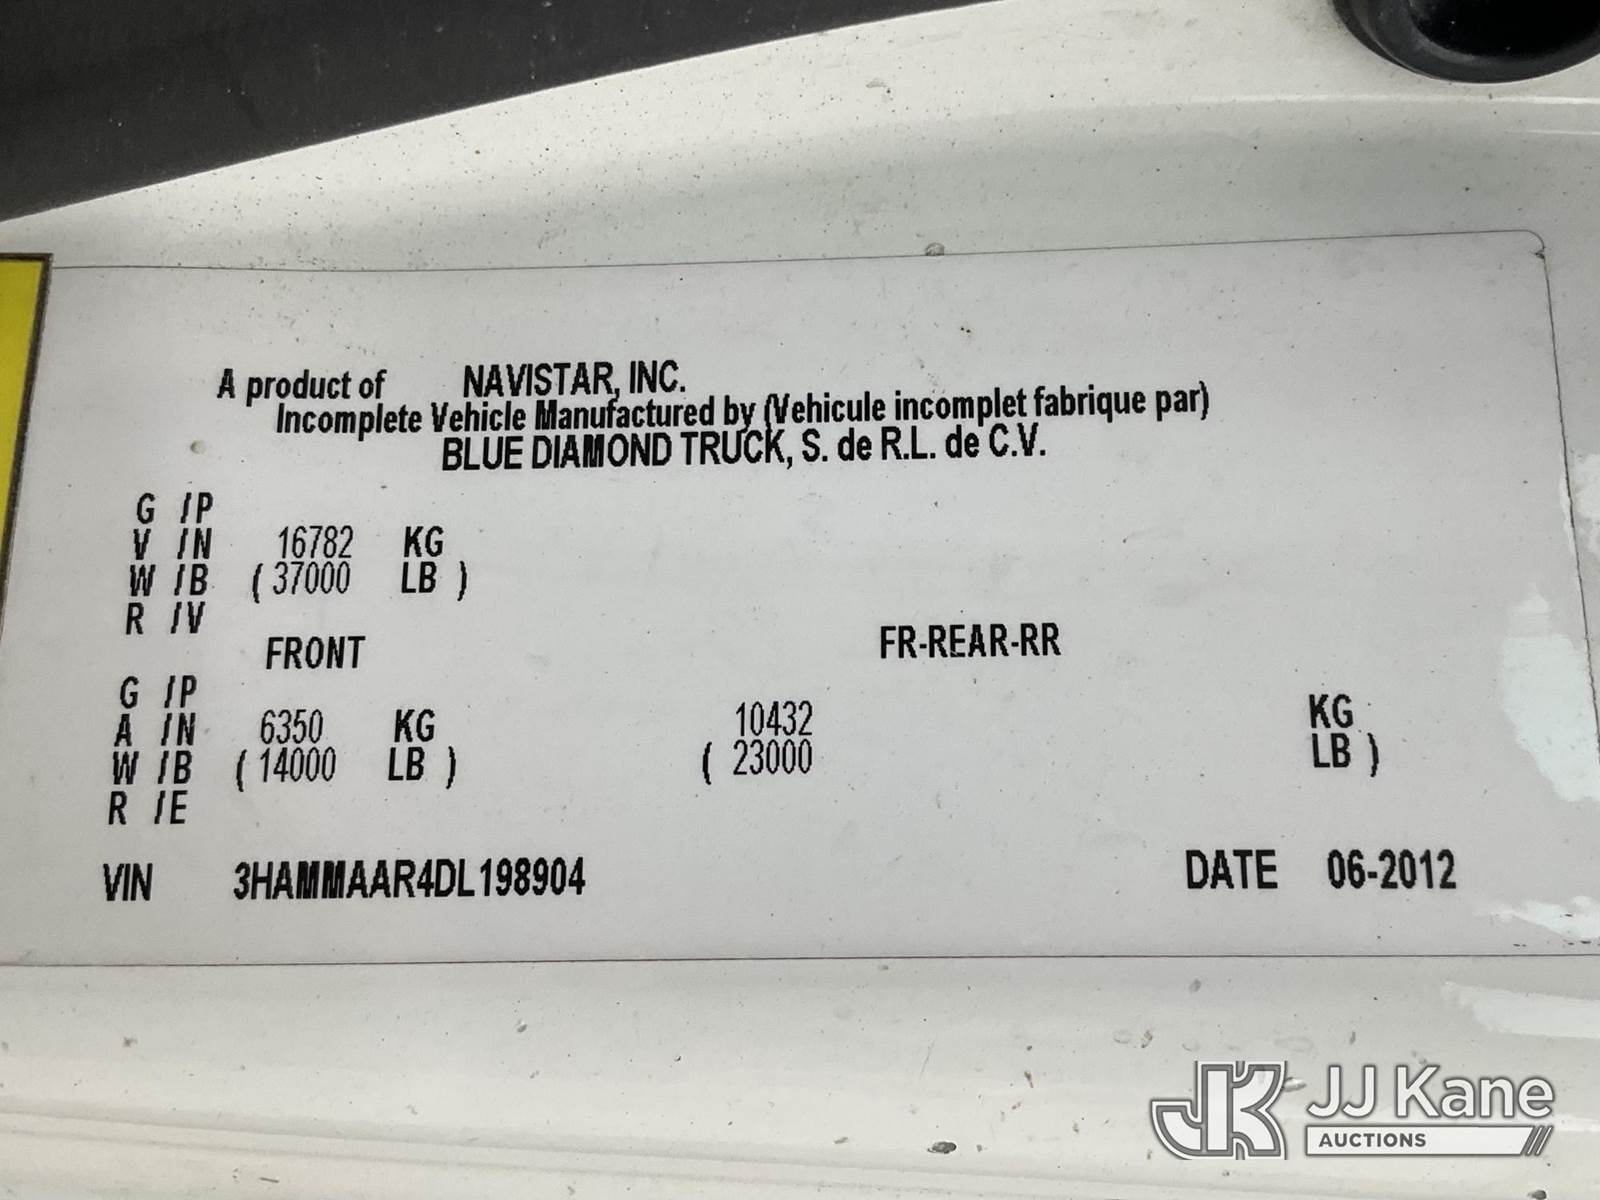 A product of NAVISTAR, INC.
Incomplete Vehicle Manufactured by (Vehicule incomplet fabrique par)
BLUE DIAMOND TRUCK, S. de R.L. de C.V.
G /P
V /N 16782 KG
W /B ( 37000 LB )
R /V
FRONT FR-REAR-RR
G /P
A /N 6350 KG 10432 KG
W /B ( 14000 LB ) ( 23000 LB )
R /E
VIN 3HAMMAAR4DL198904 DATE 06-2012
JK JJ Kane
AUCTIONS